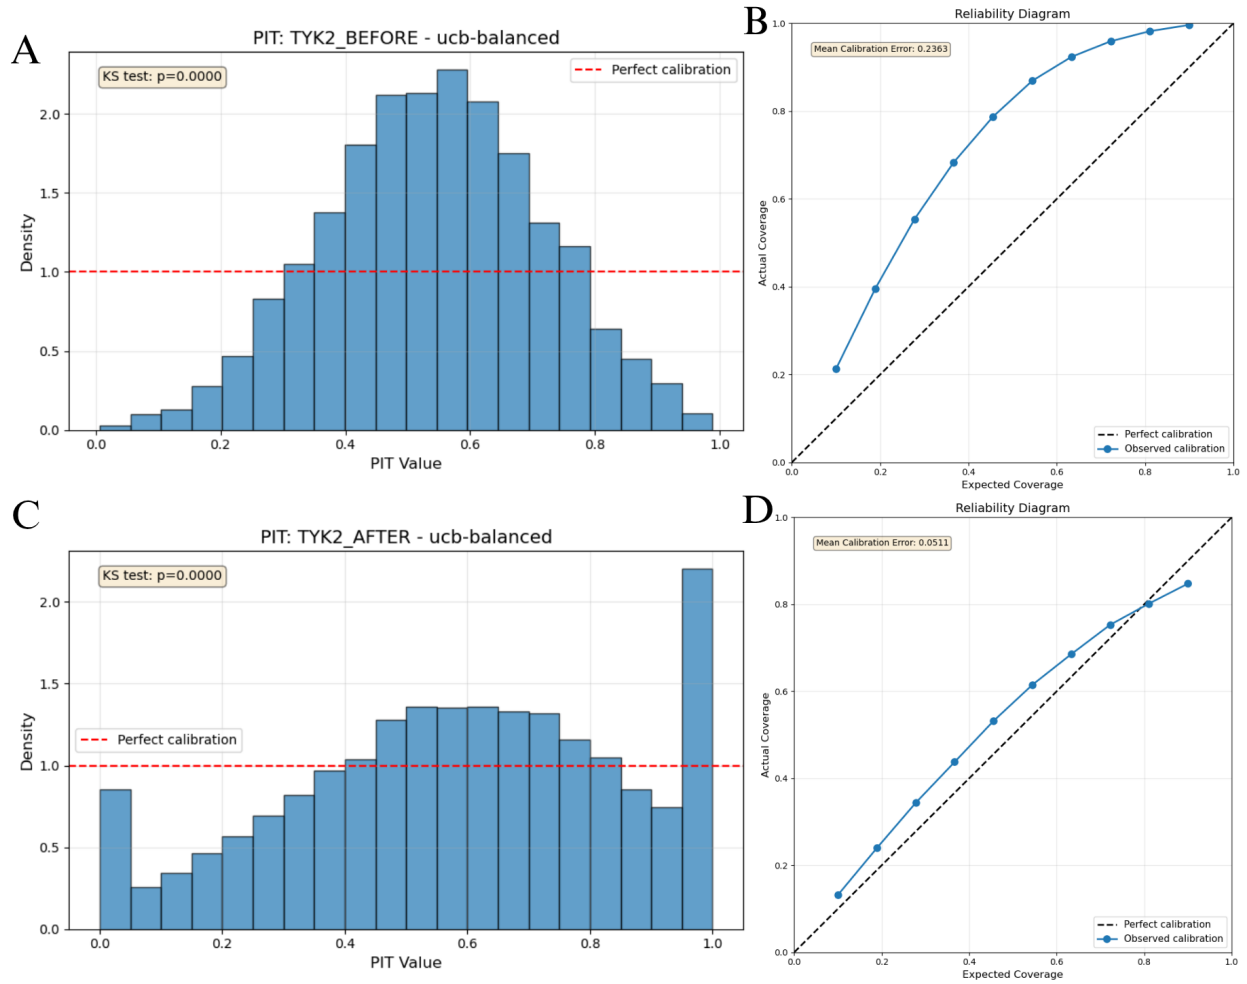 A
PIT: TYK2_BEFORE - ucb-balanced
KS test: p=0.0000
Perfect calibration
Density
2.0
1.5
1.0
0.5
0.0
0.0 0.2 0.4 0.6 0.8 1.0
PIT Value
B
Reliability Diagram
Mean Calibration Error: 0.2363
Actual Coverage
1.0
0.8
0.6
0.4
0.2
0.0
0.0 0.2 0.4 0.6 0.8 1.0
Expected Coverage
Perfect calibration
Observed calibration
C
PIT: TYK2_AFTER - ucb-balanced
KS test: p=0.0000
Perfect calibration
Density
2.0
1.5
1.0
0.5
0.0
0.0 0.2 0.4 0.6 0.8 1.0
PIT Value
D
Reliability Diagram
Mean Calibration Error: 0.0511
Actual Coverage
1.0
0.8
0.6
0.4
0.2
0.0
0.0 0.2 0.4 0.6 0.8 1.0
Expected Coverage
Perfect calibration
Observed calibration